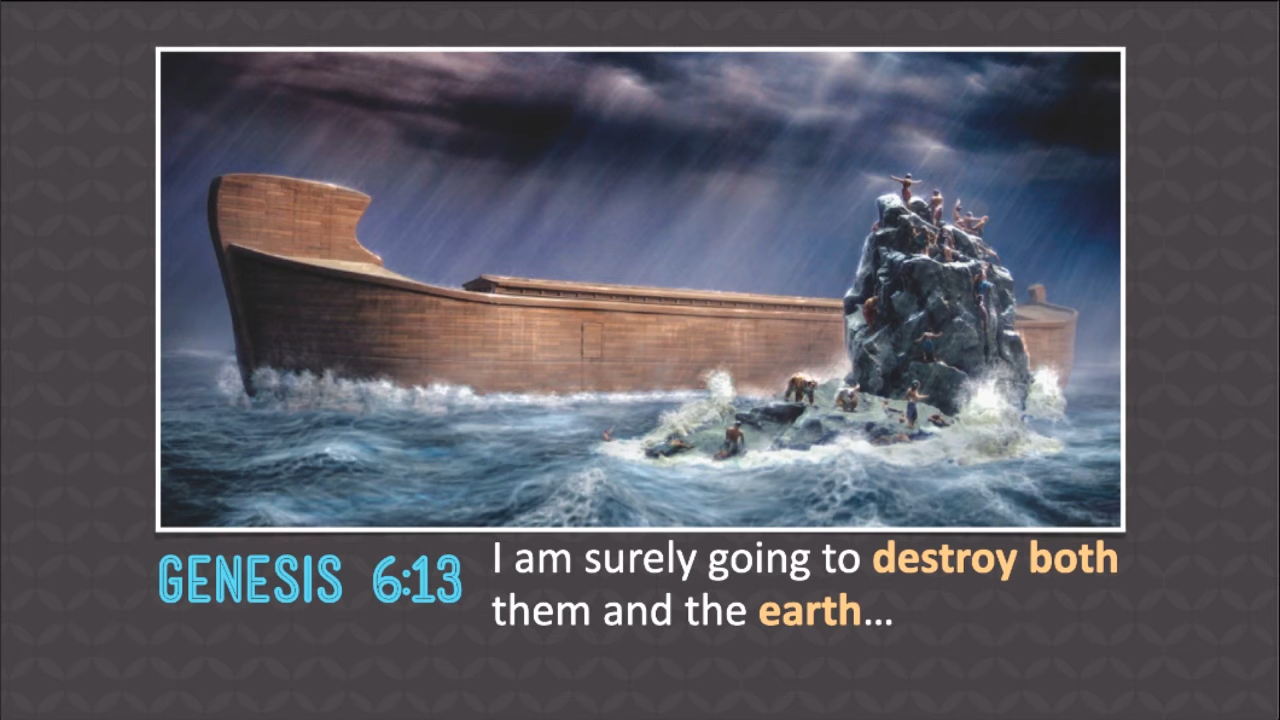 GENESIS 6:13
I am surely going to destroy both
them and the earth...